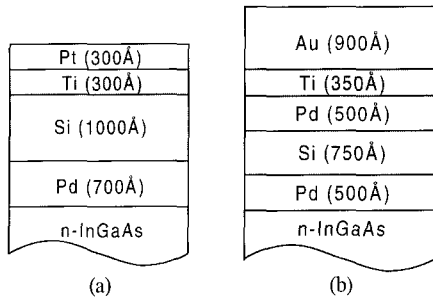 Pt (300Å)
Ti (300Å)
Si (1000Å)
Pd (700Å)
n-InGaAs
(a)
Au (900Å)
Ti (350Å)
Pd (500Å)
Si (750Å)
Pd (500Å)
n-InGaAs
(b)